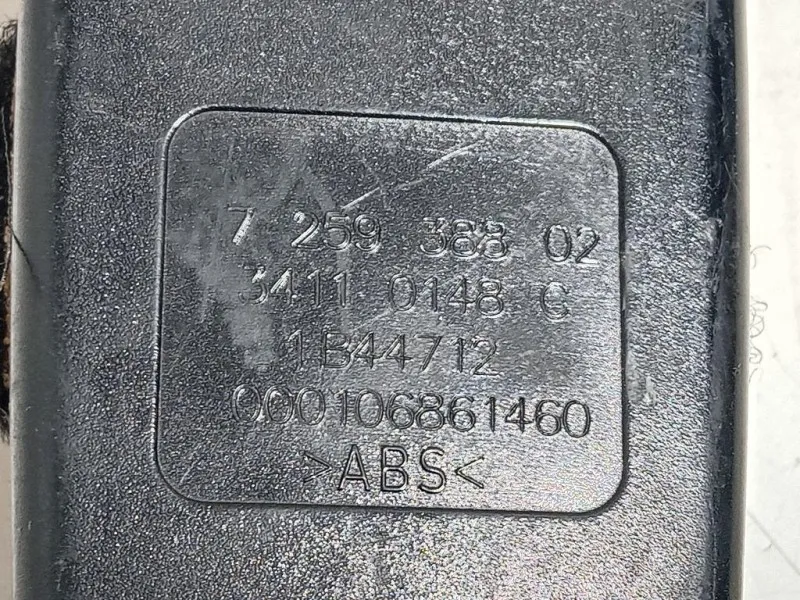 7 259 388 02
3411 0148 C
1B44712
000106861460
>ABS<